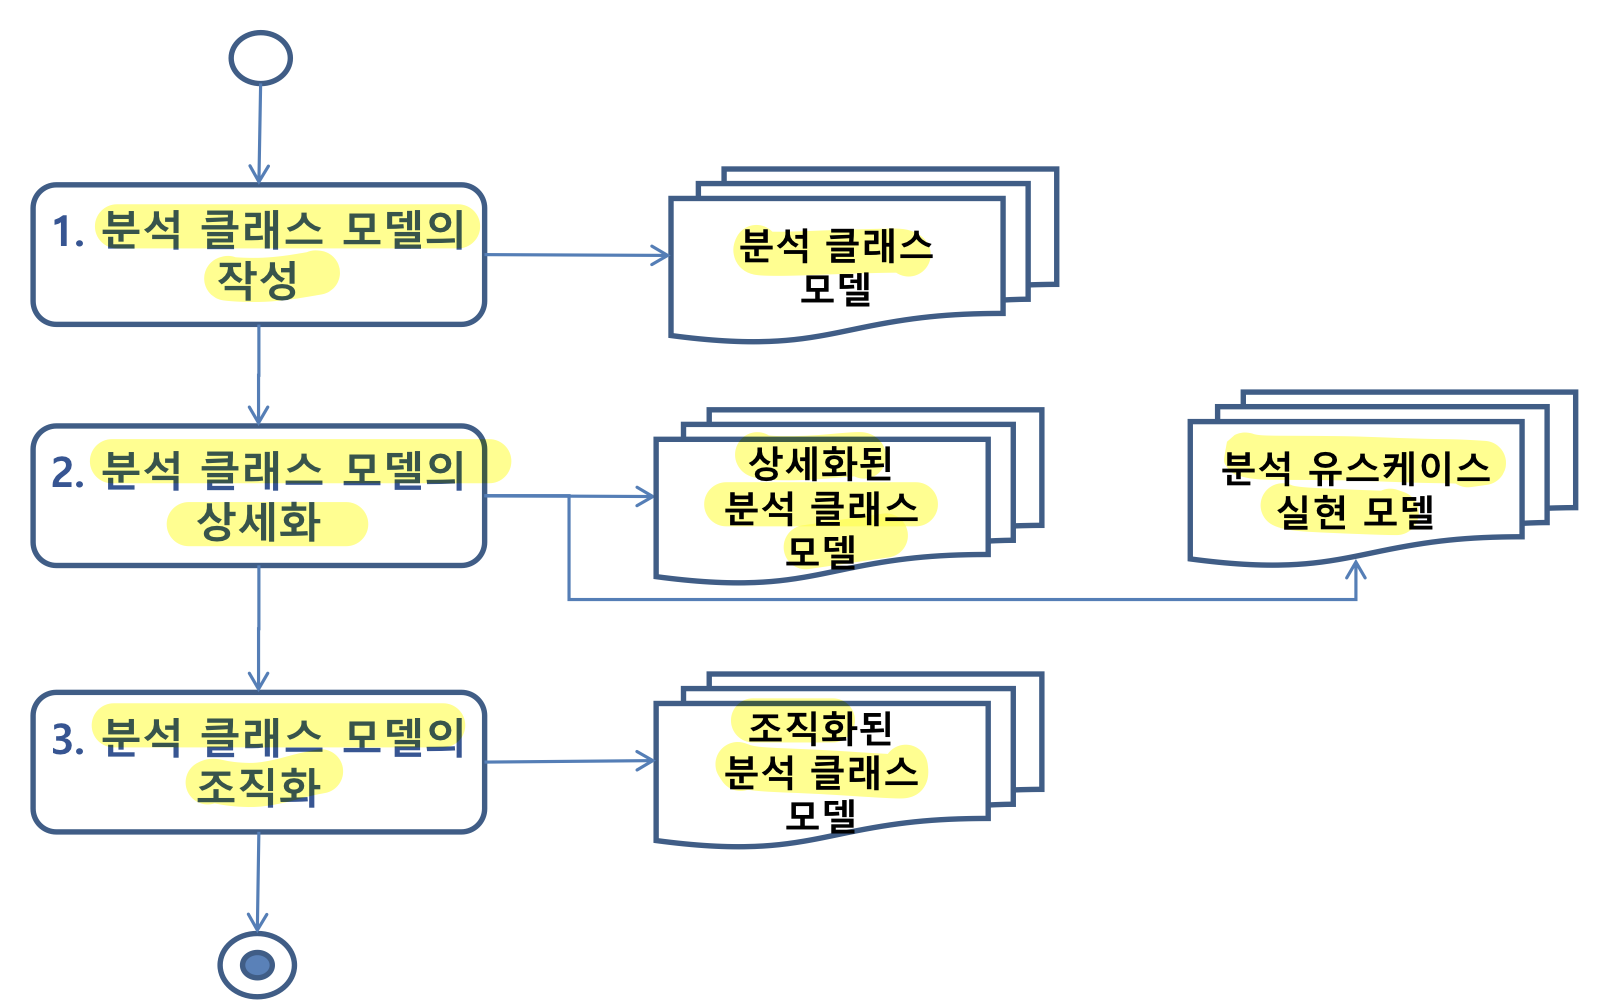 1. 분석 클래스 모델의
작성
분석 클래스
모델
2. 분석 클래스 모델의
상세화
상세화된
분석 클래스
모델
분석 유스케이스
실현 모델
3. 분석 클래스 모델의
조직화
조직화된
분석 클래스
모델